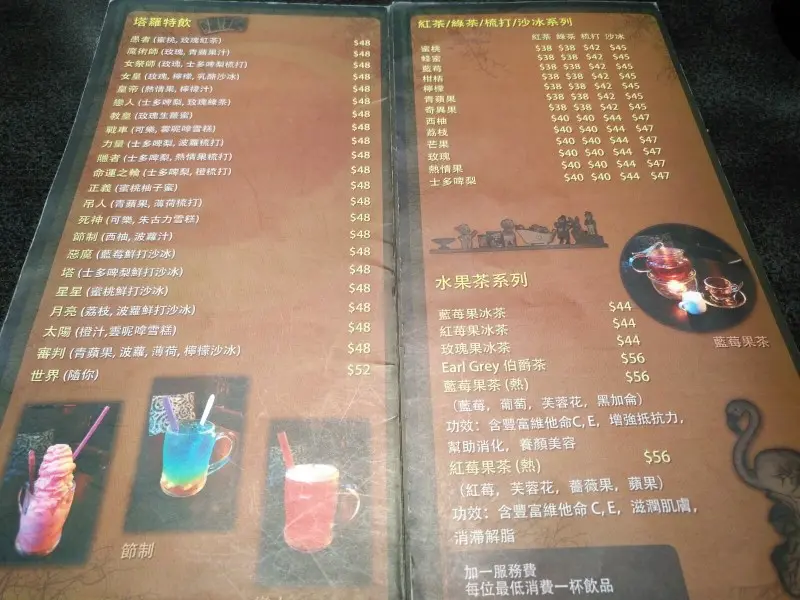 塔羅特飲
愚者 (蜜桃, 玫瑰紅茶) $48
魔術師 (玫瑰, 青蘋果汁) $48
女祭師 (玫瑰, 士多啤梨梳打) $48
女皇 (玫瑰, 檸檬, 乳酪沙冰) $48
皇帝 (熱情果, 檸檬汁) $48
戀人 (士多啤梨, 玫瑰綠茶) $48
教皇 (玫瑰生薑蜜) $48
戰車 (可樂, 雲呢嗱雪糕) $48
力量 (士多啤梨, 波蘿梳打) $48
隱者 (士多啤梨, 熱情果梳打) $48
命運之輪 (士多啤梨, 橙梳打) $48
正義 (蜜桃柚子蜜) $48
吊人 (青蘋果, 薄荷梳打) $48
死神 (可樂, 朱古力雪糕) $48
節制 (西柚, 波蘿汁) $48
惡魔 (藍莓鮮打沙冰) $48
塔 (士多啤梨鮮打沙冰) $48
星星 (蜜桃鮮打沙冰) $48
月亮 (荔枝, 波蘿鮮打沙冰) $48
太陽 (橙汁,雲呢嗱雪糕) $48
審判 (青蘋果, 波蘿, 薄荷, 檸檬沙冰) $48
世界 (隨你) $52
節制
紅茶/綠茶/梳打/沙冰系列
紅茶 綠茶 梳打 沙冰
蜜桃 $38 $38 $42 $45
蜂蜜 $38 $38 $42 $45
藍莓 $38 $38 $42 $45
柑桔 $38 $38 $42 $45
檸檬 $38 $38 $42 $45
青蘋果 $38 $38 $42 $45
奇異果 $38 $38 $42 $45
西柚 $40 $40 $44 $47
荔枝 $40 $40 $44 $47
芒果 $40 $40 $44 $47
玫瑰 $40 $40 $44 $47
熱情果 $40 $40 $44 $47
士多啤梨 $40 $40 $44 $47
水果茶系列
藍莓果冰茶 $44
紅莓果冰茶 $44
玫瑰果冰茶 $44
Earl Grey 伯爵茶 $56
藍莓果茶 (熱) $56
(藍莓, 葡萄, 芙蓉花, 黑加侖)
功效: 含豐富維他命C, E, 增強抵抗力,
幫助消化, 養顏美容
紅莓果茶 (熱) $56
(紅莓, 芙蓉花, 薔薇果, 蘋果)
功效: 含豐富維他命C, E, 滋潤肌膚,
消滯解脂
藍莓果茶
加一服務費
每位最低消費一杯飲品